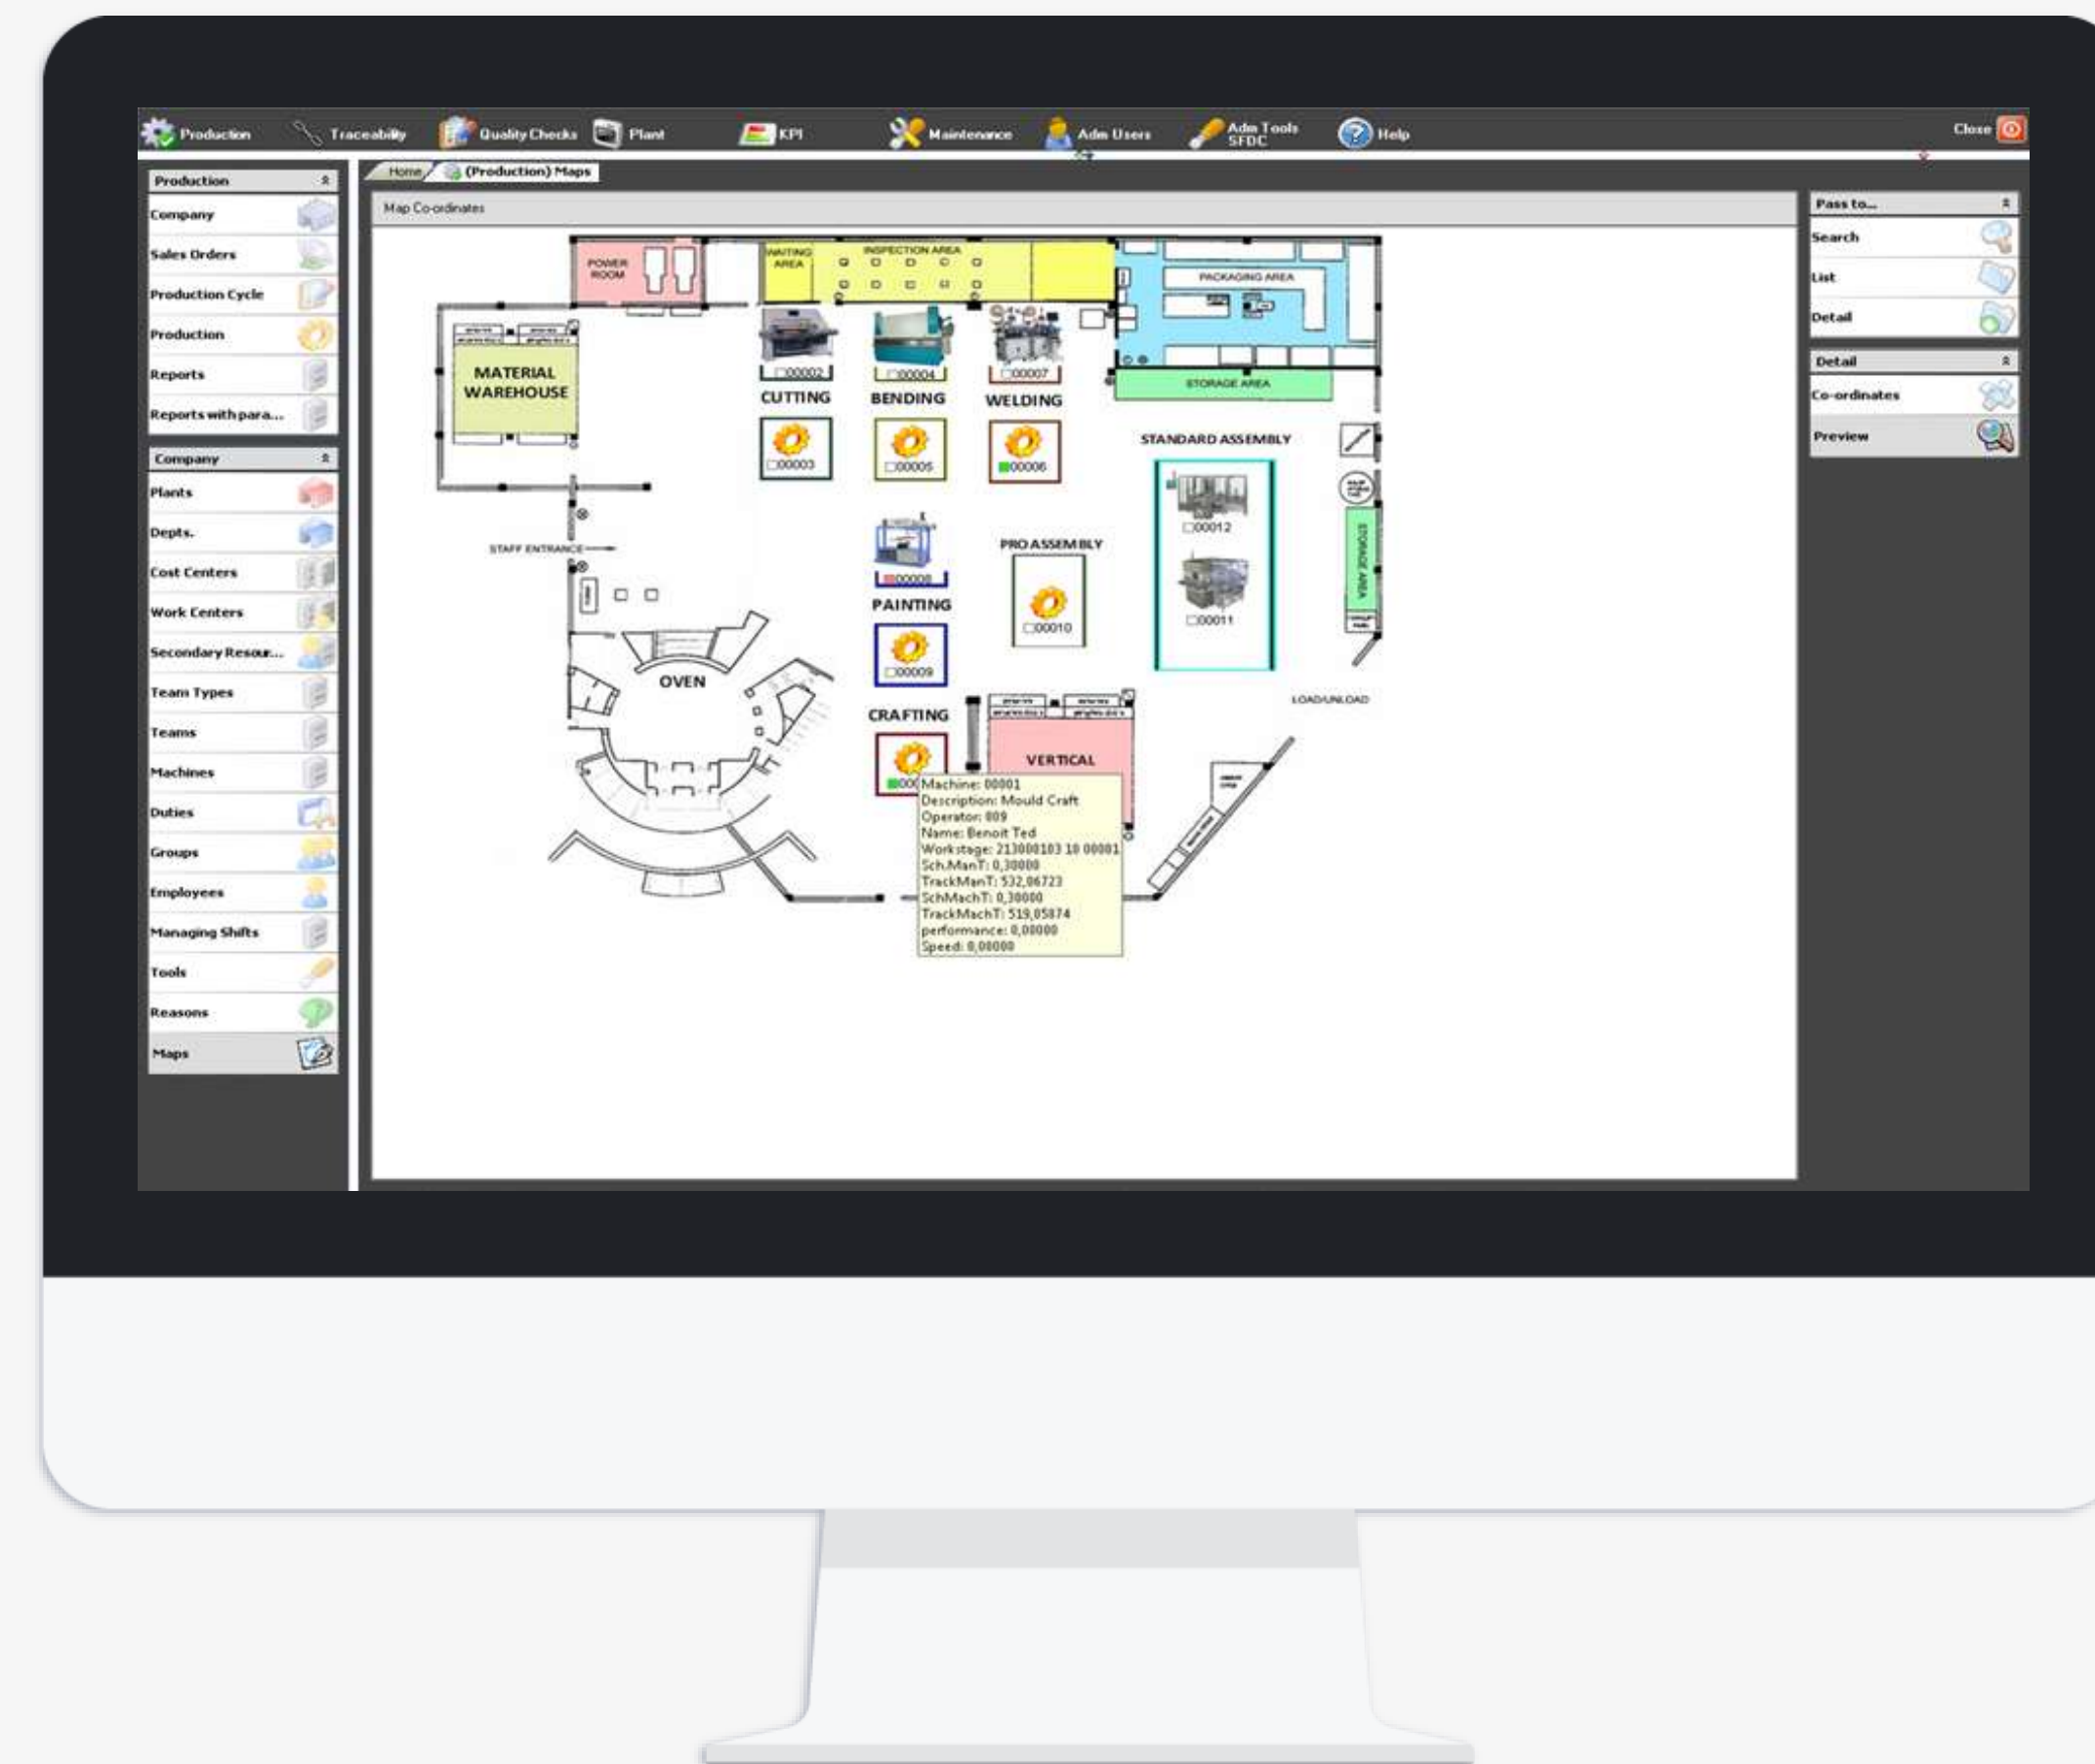 Production
Traceability
Quality Checks
Plant
KPI
Maintenance
Adm Users
Adm Tools
SFDC
Help
Close
Production
Company
Sales Orders
Production Cycle
Production
Reports
Reports with para...
Company
Plants
Depts.
Cost Centers
Work Centers
Secondary Resour...
Team Types
Teams
Machines
Duties
Groups
Employees
Managing Shifts
Tools
Reasons
Maps
Home
(Production) Maps
Map Co-ordinates
POWER
ROOM
WAITING
AREA
INSPECTION AREA
PACKAGING AREA
STORAGE AREA
MATERIAL
WAREHOUSE
00002
CUTTING
00003
00004
BENDING
00005
00007
WELDING
00006
STANDARD ASSEMBLY
00012
00011
STORAGE AREA
STAFF ENTRANCE
00008
PAINTING
00009
PRO ASSEMBLY
00010
OVEN
CRAFTING
VERTICAL
LOAD/UNLOAD
Machine: 00001
Description: Mould Craft
Operator: 009
Name: Benoit Ted
Workstage: 213000103 10 00001
Sch.ManT: 0,30000
TrackManT: 532,06723
SchMachT: 0,30000
TrackMachT: 519,05874
performance: 0,00000
Speed: 0,00000
Pass to...
Search
List
Detail
Detail
Co-ordinates
Preview